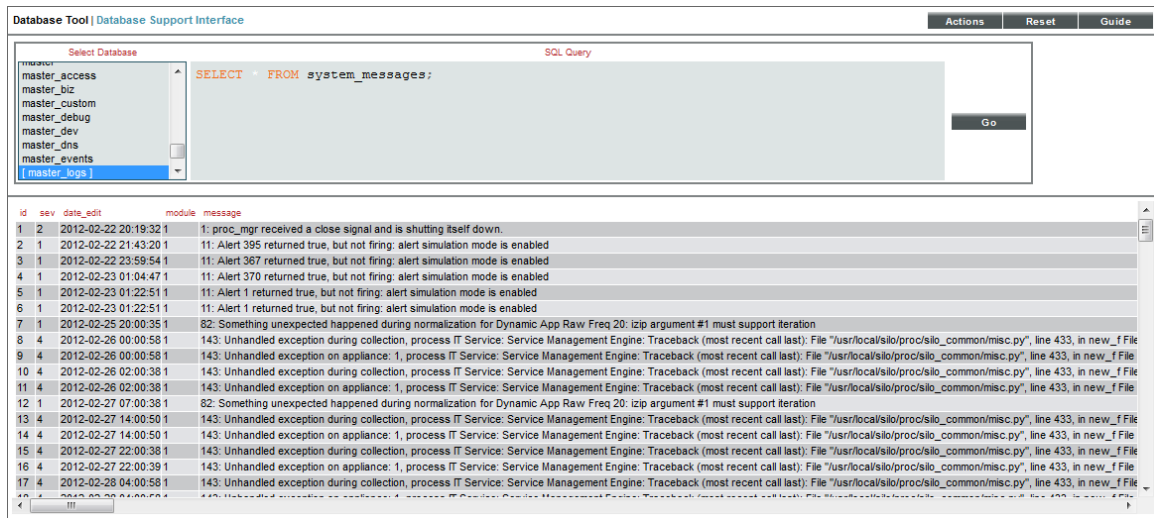 Database Tool | Database Support Interface
Actions
Reset
Guide
Select Database
SQL Query
master
master_access
master_biz
master_custom
master_debug
master_dev
master_dns
master_events
[ master_logs ]
SELECT * FROM system_messages;
Go
id sev date_edit module message
1 2 2012-02-22 20:19:32 1 1: proc_mgr received a close signal and is shutting itself down.
2 1 2012-02-22 21:43:20 1 11: Alert 395 returned true, but not firing: alert simulation mode is enabled
3 1 2012-02-22 23:59:54 1 11: Alert 367 returned true, but not firing: alert simulation mode is enabled
4 1 2012-02-23 01:04:47 1 11: Alert 370 returned true, but not firing: alert simulation mode is enabled
5 1 2012-02-23 01:22:51 1 11: Alert 1 returned true, but not firing: alert simulation mode is enabled
6 1 2012-02-23 01:22:51 1 11: Alert 1 returned true, but not firing: alert simulation mode is enabled
7 1 2012-02-25 20:00:35 1 82: Something unexpected happened during normalization for Dynamic App Raw Freq 20: izip argument #1 must support iteration
8 4 2012-02-26 00:00:58 1 143: Unhandled exception during collection, process IT Service: Service Management Engine: Traceback (most recent call last): File "/usr/local/silo/proc/silo_common/misc.py", line 433, in new_f File
9 4 2012-02-26 00:00:58 1 143: Unhandled exception on appliance: 1, process IT Service: Service Management Engine: Traceback (most recent call last): File "/usr/local/silo/proc/silo_common/misc.py", line 433, in new_f File
10 4 2012-02-26 02:00:38 1 143: Unhandled exception during collection, process IT Service: Service Management Engine: Traceback (most recent call last): File "/usr/local/silo/proc/silo_common/misc.py", line 433, in new_f File
11 4 2012-02-26 02:00:38 1 143: Unhandled exception on appliance: 1, process IT Service: Service Management Engine: Traceback (most recent call last): File "/usr/local/silo/proc/silo_common/misc.py", line 433, in new_f File
12 1 2012-02-27 07:00:38 1 82: Something unexpected happened during normalization for Dynamic App Raw Freq 20: izip argument #1 must support iteration
13 4 2012-02-27 14:00:50 1 143: Unhandled exception during collection, process IT Service: Service Management Engine: Traceback (most recent call last): File "/usr/local/silo/proc/silo_common/misc.py", line 433, in new_f File
14 4 2012-02-27 14:00:50 1 143: Unhandled exception on appliance: 1, process IT Service: Service Management Engine: Traceback (most recent call last): File "/usr/local/silo/proc/silo_common/misc.py", line 433, in new_f File
15 4 2012-02-27 22:00:38 1 143: Unhandled exception during collection, process IT Service: Service Management Engine: Traceback (most recent call last): File "/usr/local/silo/proc/silo_common/misc.py", line 433, in new_f File
16 4 2012-02-27 22:00:39 1 143: Unhandled exception on appliance: 1, process IT Service: Service Management Engine: Traceback (most recent call last): File "/usr/local/silo/proc/silo_common/misc.py", line 433, in new_f File
17 4 2012-02-28 04:00:58 1 143: Unhandled exception during collection, process IT Service: Service Management Engine: Traceback (most recent call last): File "/usr/local/silo/proc/silo_common/misc.py", line 433, in new_f File